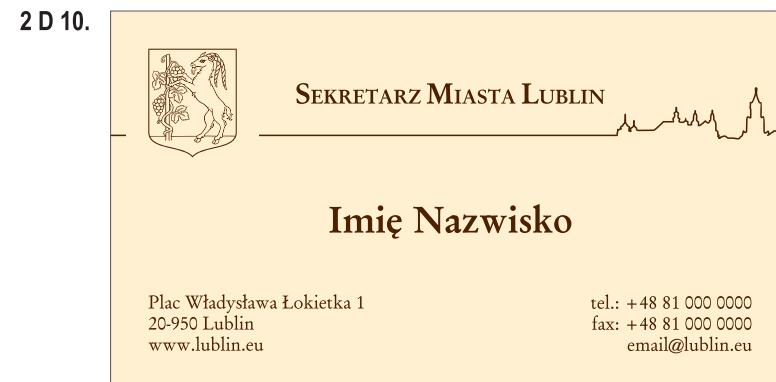 2 D 10.
SEKRETARZ MIASTA LUBLIN
Imię Nazwisko
Plac Władysława Łokietka 1
20-950 Lublin
www.lublin.eu
tel.: +48 81 000 0000
fax: +48 81 000 0000
email@lublin.eu